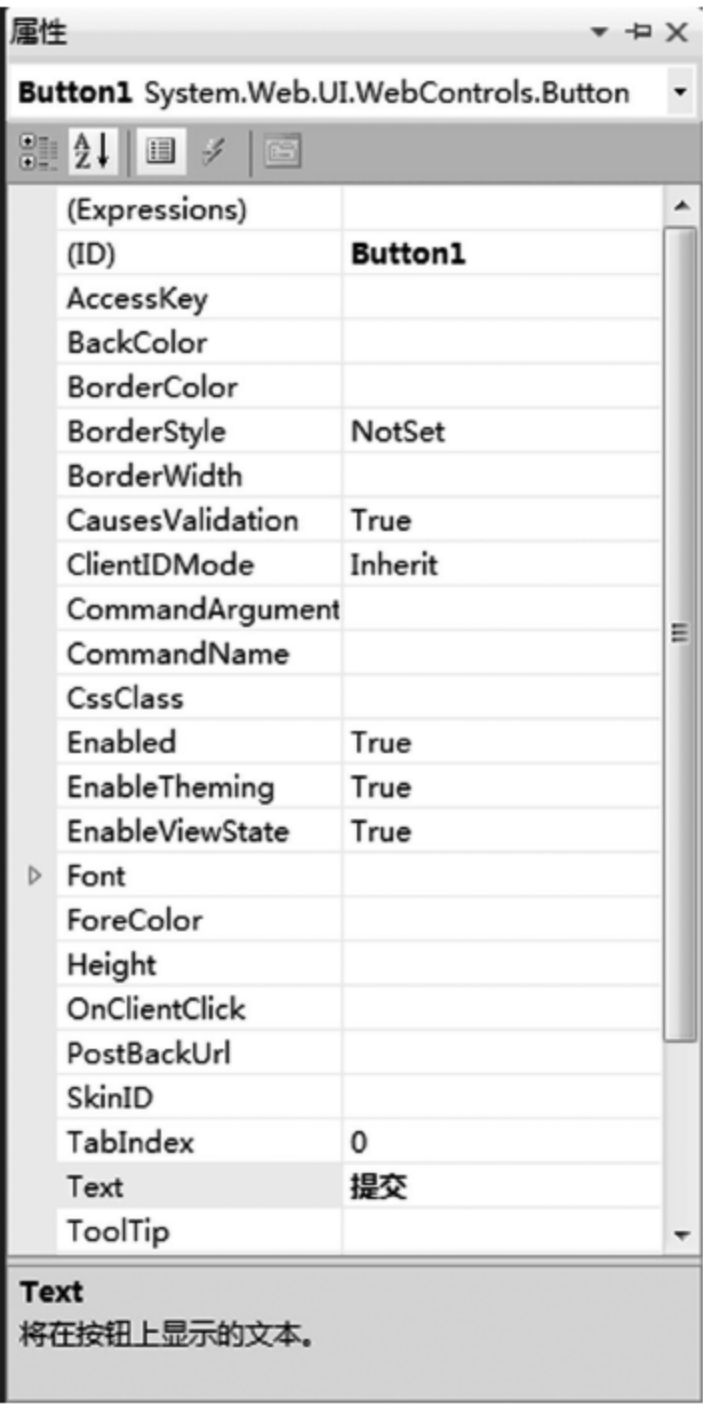 属性
Button1 System.Web.UI.WebControls.Button
(Expressions)
(ID) Button1
AccessKey
BackColor
BorderColor
BorderStyle NotSet
BorderWidth
CausesValidation True
ClientIDMode Inherit
CommandArgument
CommandName
CssClass
Enabled True
EnableTheming True
EnableViewState True
Font
ForeColor
Height
OnClientClick
PostBackUrl
SkinID
TabIndex 0
Text 提交
ToolTip
Text
将在按钮上显示的文本。